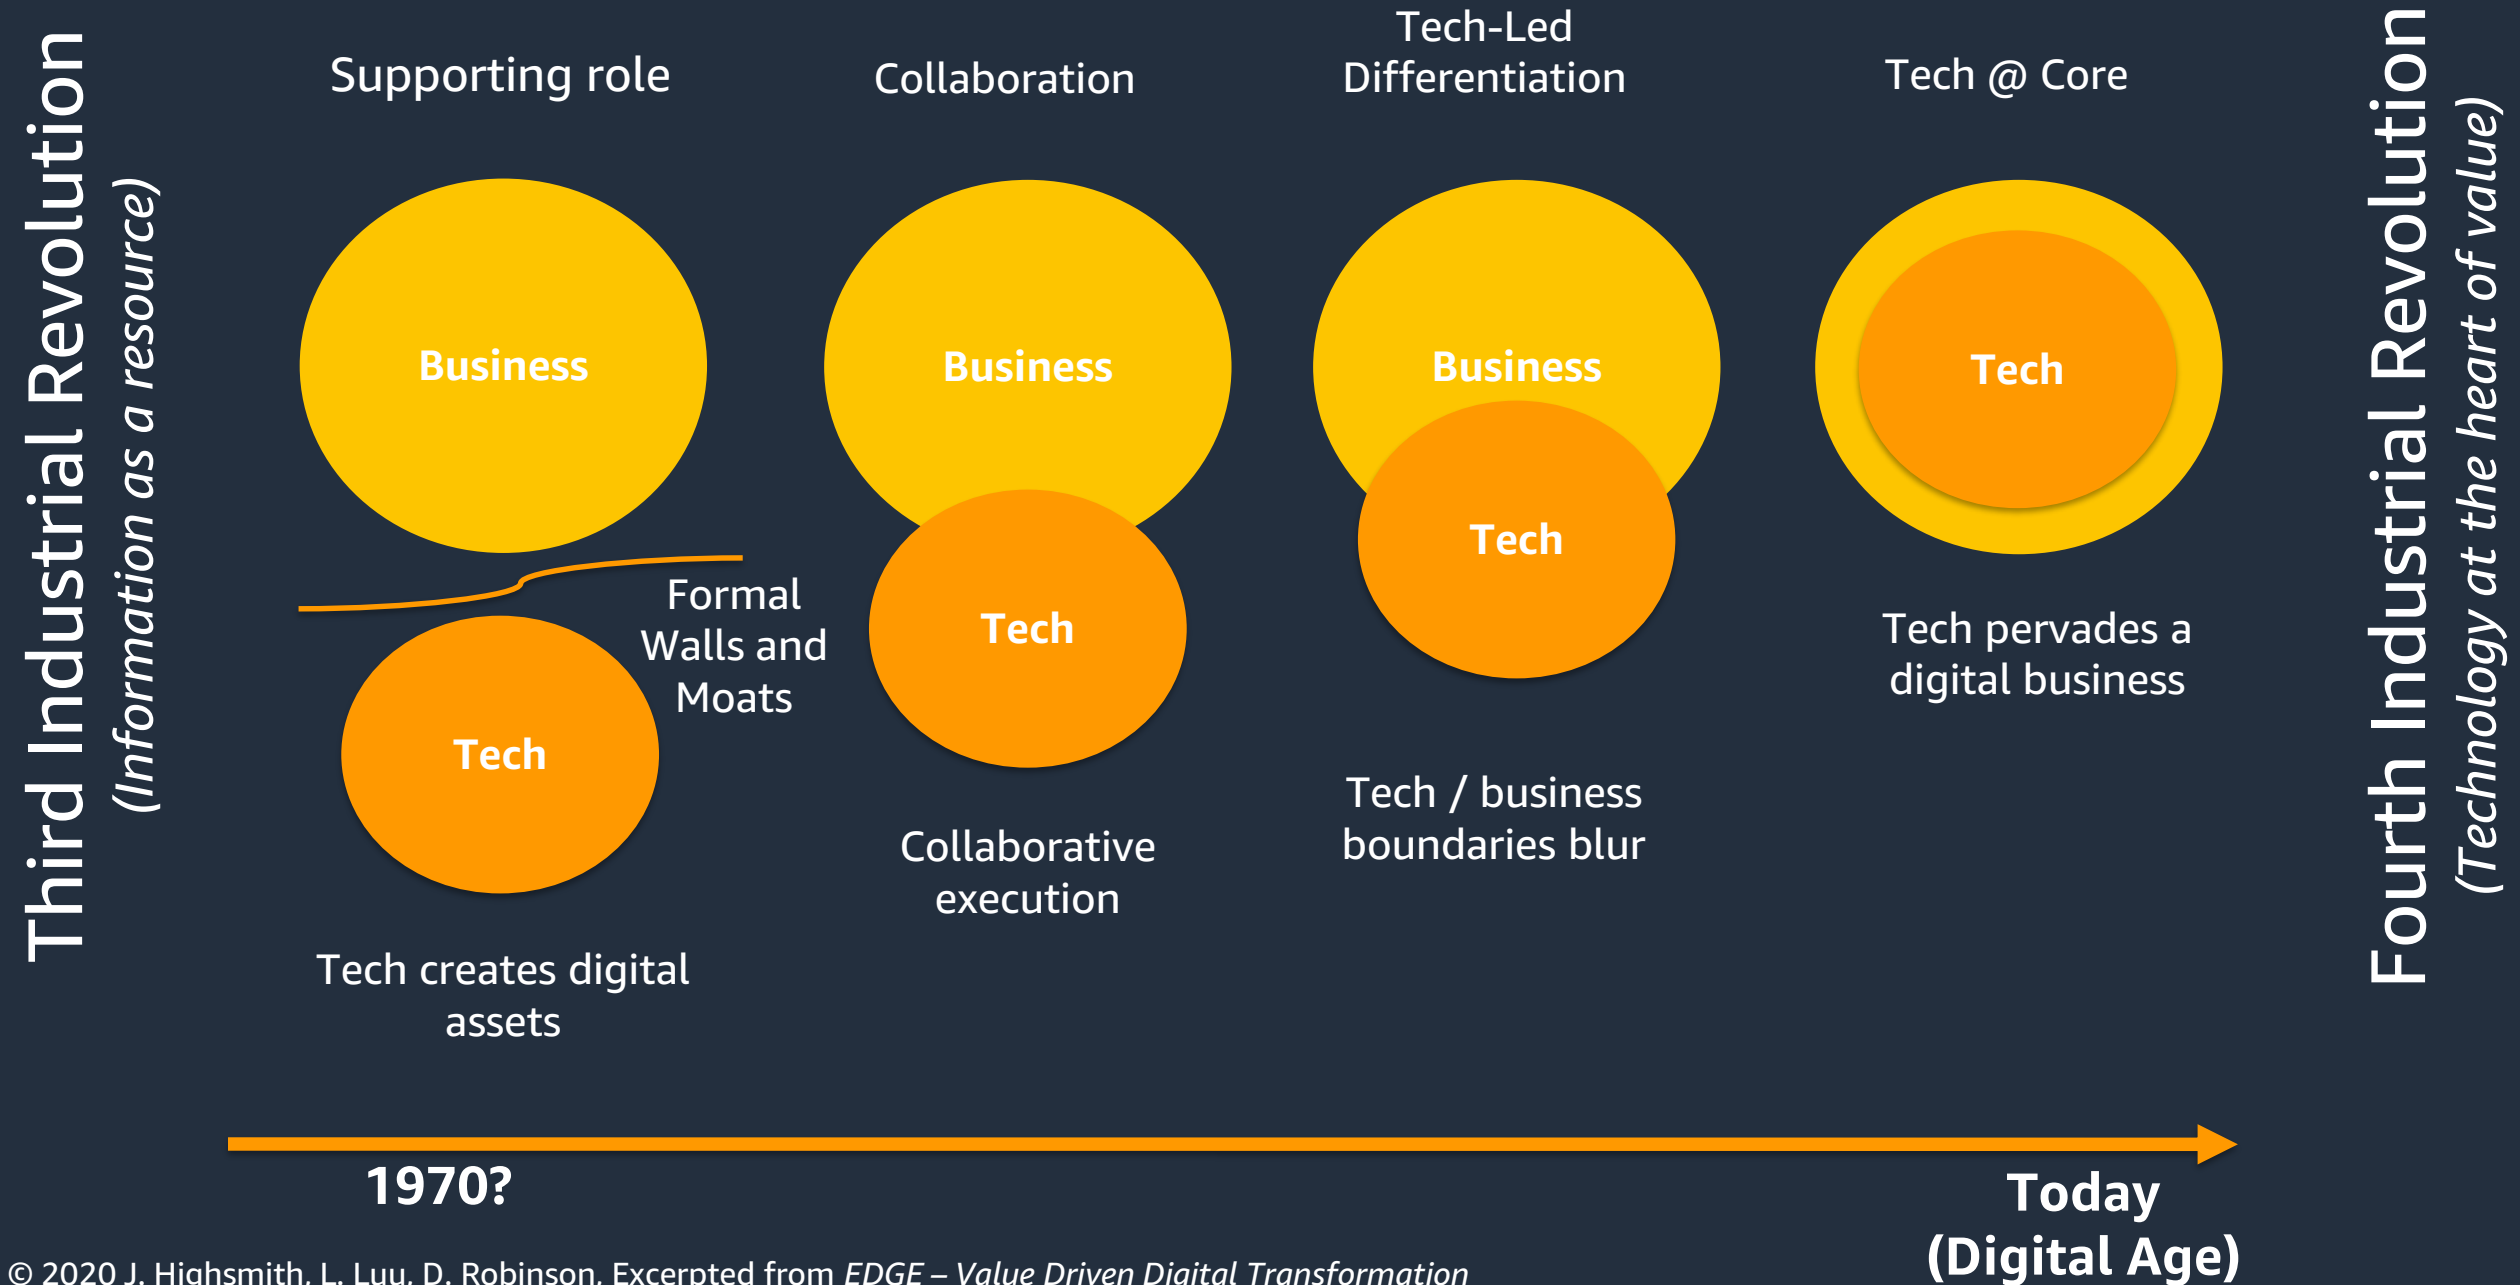 Third Industrial Revolution
(Information as a resource)
Supporting role
Business
Formal
Walls and
Moats
Tech
Tech creates digital
assets
Collaboration
Business
Tech
Collaborative
execution
Tech-Led
Differentiation
Business
Tech
Tech / business
boundaries blur
Tech @ Core
Tech
Tech pervades a
digital business
Fourth Industrial Revolution
(Technology at the heart of value)
1970?
Today
(Digital Age)
© 2020 J. Highsmith, L. Luu, D. Robinson, Excerpted from EDGE – Value Driven Digital Transformation